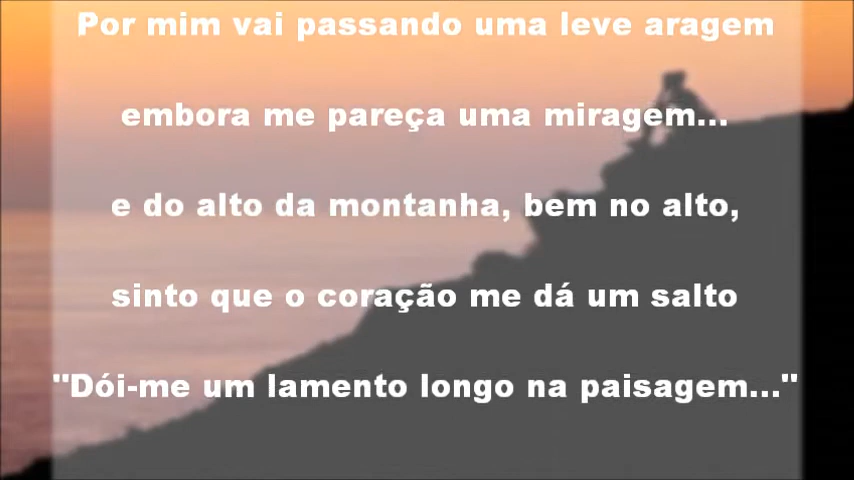 Por mim vai passando uma leve aragem
embora me pareça uma miragem...
e do alto da montanha, bem no alto,
sinto que o coração me dá um salto
"Dói-me um lamento longo na paisagem..."